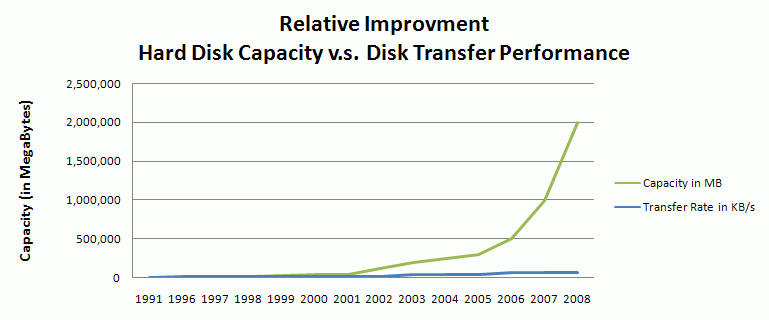 Relative Improvment
Hard Disk Capacity v.s. Disk Transfer Performance
Capacity (in MegaBytes)
2,500,000
2,000,000
1,500,000
1,000,000
500,000
0
1991 1996 1997 1998 1999 2000 2001 2002 2003 2004 2005 2006 2007 2008
Capacity in MB
Transfer Rate in KB/s